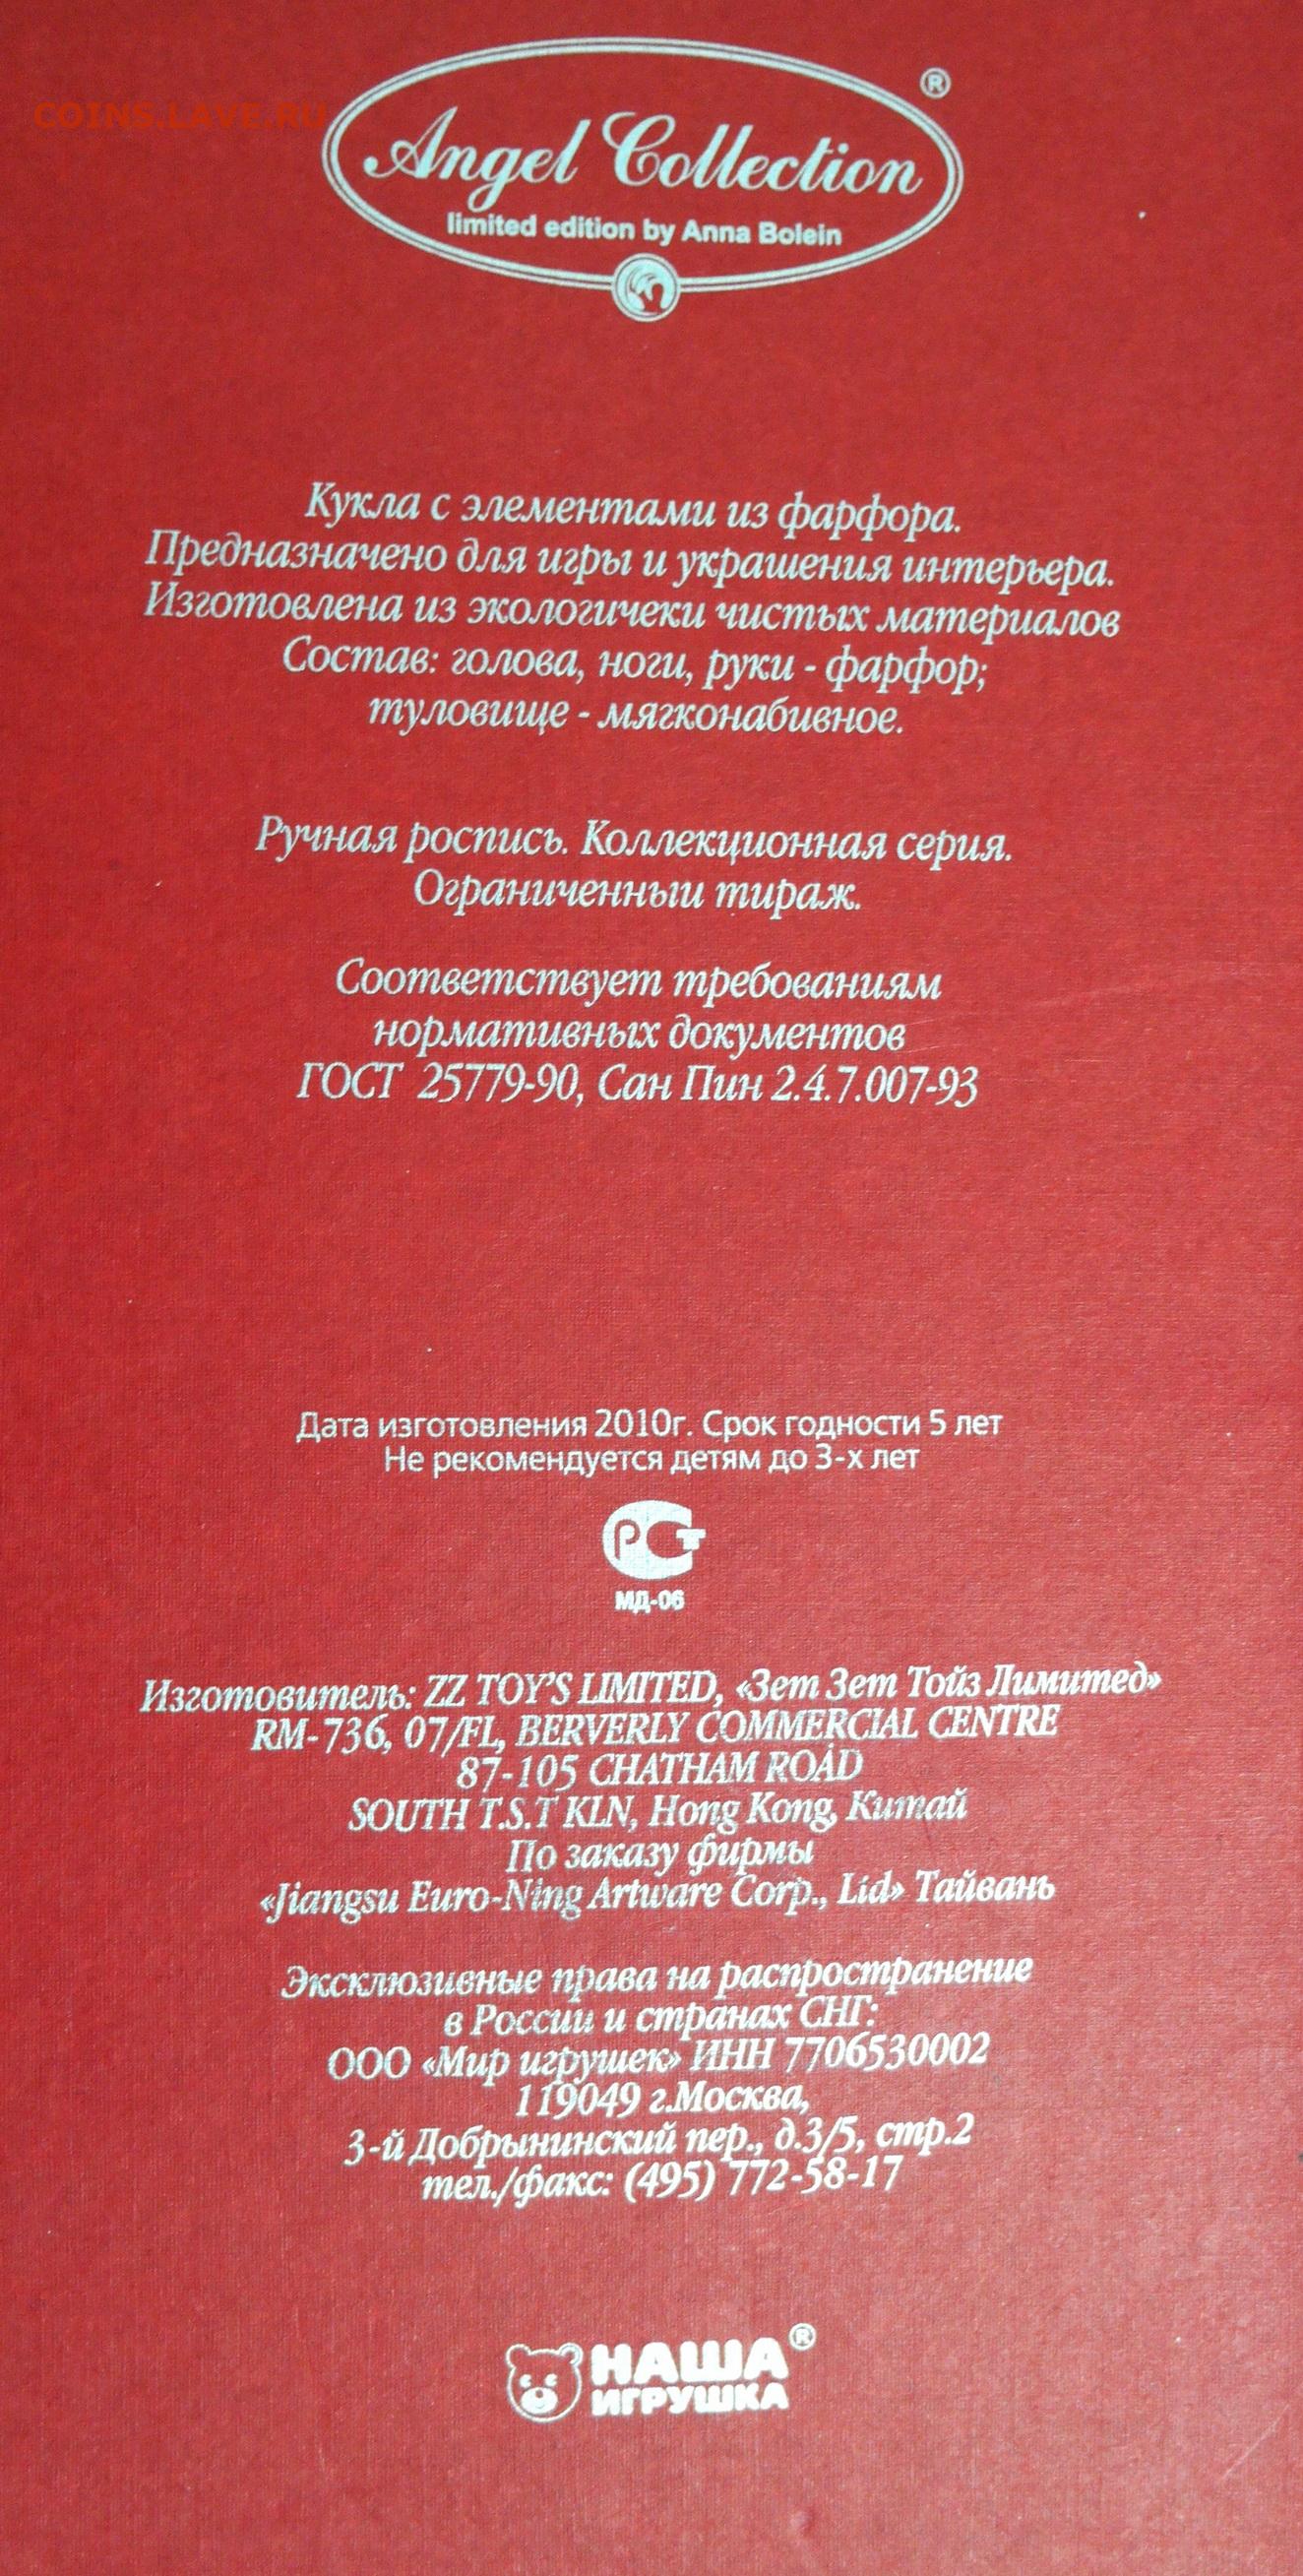 COINS.LAVE.RU
®
Angel Collection
limited edition by Anna Bolein
Кукла с элементами из фарфора.
Предназначено для игры и украшения интерьера.
Изготовлена из экологичеки чистых материалов
Состав: голова, ноги, руки - фарфор;
туловище - мягконабивное.
Ручная роспись. Коллекционная серия.
Ограниченныи тираж.
Соответствует требованиям
нормативных документов
ГОСТ 25779-90, Сан Пин 2.4.7.007-93
Дата изготовления 2010г. Срок годности 5 лет
Не рекомендуется детям до 3-х лет
РСТ
МД-06
Изготовитель: ZZ TOY'S LIMITED, «Зет Зет Тойз Лимитед»
RM-736, 07/FL, BERVERLY COMMERCIAL CENTRE
87-105 CHATHAM ROAD
SOUTH T.S.T KLN, Hong Kong, Китай
По заказу фирмы
«Jiangsu Euro-Ning Artware Corp., Lid» Тайвань
Эксклюзивные права на распространение
в России и странах СНГ:
ООО «Мир игрушек» ИНН 7706530002
119049 г.Москва,
3-й Добрынинский пер., д.3/5, стр.2
тел./факс: (495) 772-58-17
НАША ®
ИГРУШКА